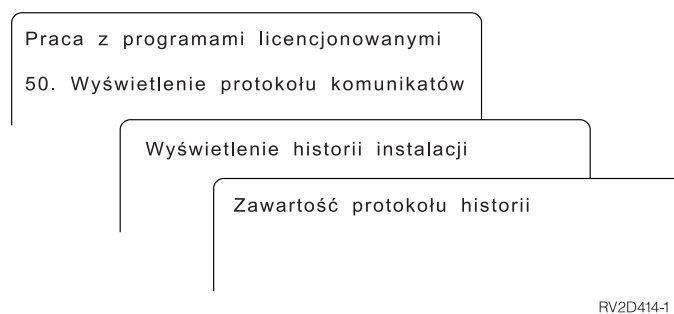 Praca z programami licencjonowanymi
50. Wyświetlenie protokołu komunikatów
Wyświetlenie historii instalacji
Zawartość protokołu historii
RV2D414-1